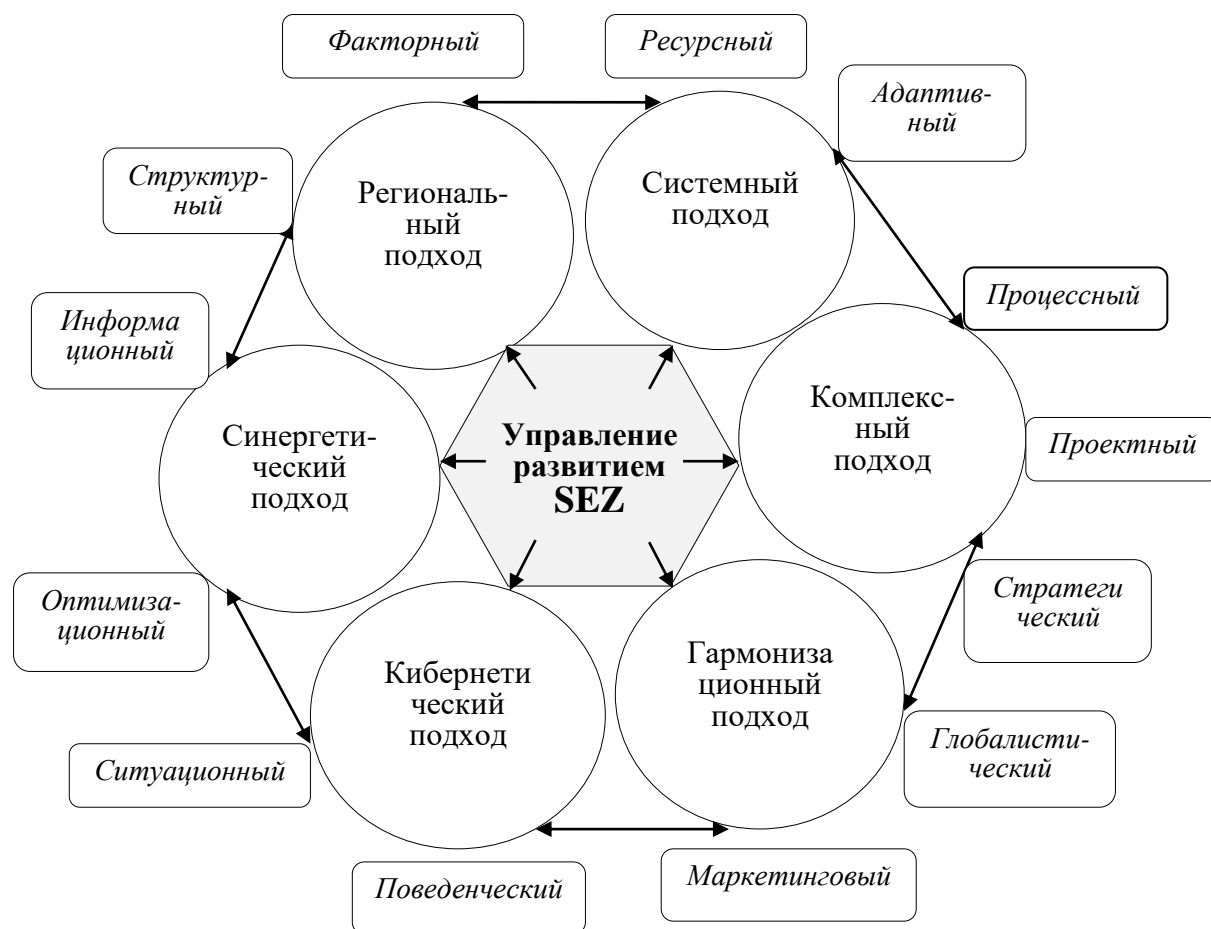 Факторный
Ресурсный
Адаптив-
ный
Структур-
ный
Региональ-
ный
подход
Системный
подход
Информа
ционный
Процессный
Синергети-
ческий
подход
Управление
развитием
SEZ
Комплекс-
ный
подход
Проектный
Оптимиза-
ционный
Кибернети
ческий
подход
Гармониза
ционный
подход
Стратеги
ческий
Ситуационный
Глобалисти-
ческий
Поведенческий
Маркетинговый